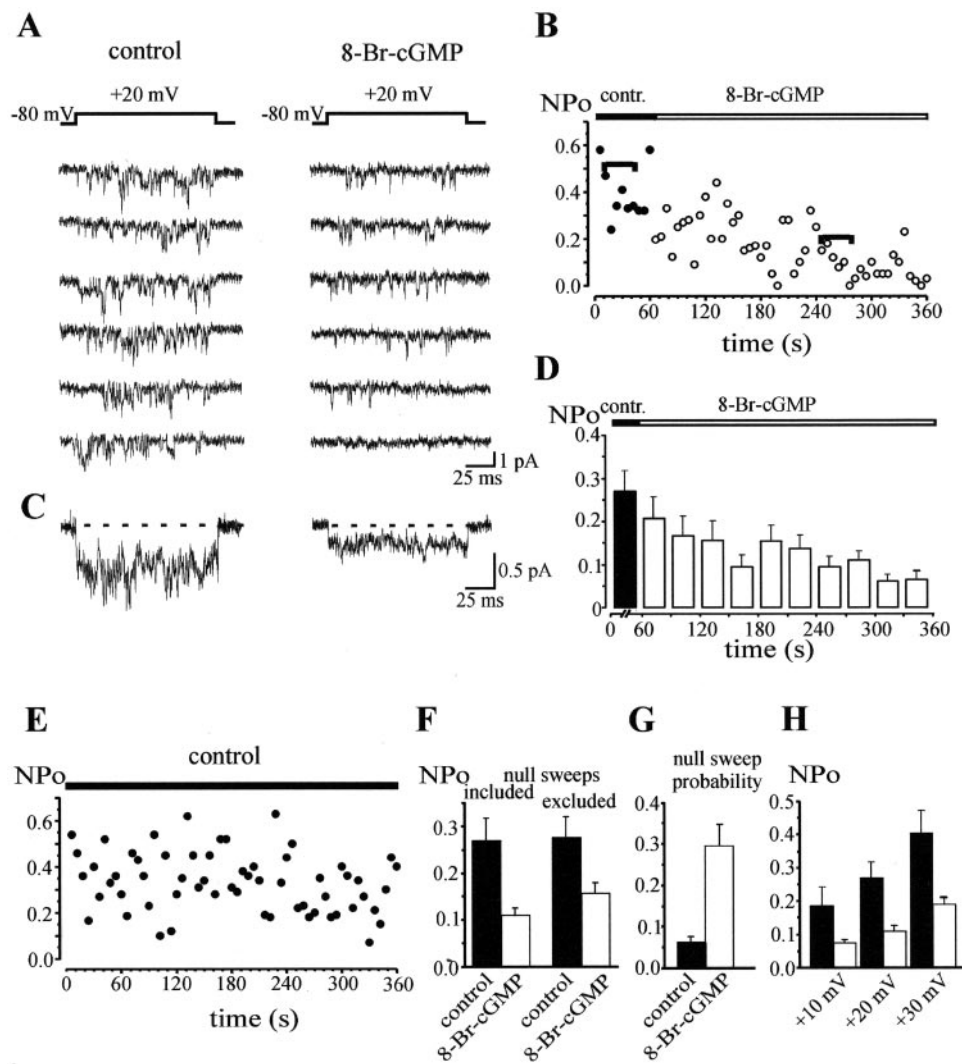 A
control
8-Br-cGMP
+20 mV
-80 mV
+20 mV
-80 mV
1 pA
25 ms
B
NPo
contr.
8-Br-cGMP
0.6
0.4
0.2
0.0
0 60 120 180 240 300 360
time (s)
C
0.5 pA
25 ms
D
NPo
contr.
8-Br-cGMP
0.4
0.3
0.2
0.1
0
0 60 120 180 240 300 360
time (s)
E
control
NPo
0.6
0.4
0.2
0.0
0 60 120 180 240 300 360
time (s)
F
NPo
null sweeps
included
excluded
0.3
0.2
0.1
0.0
control
8-Br-cGMP
control
8-Br-cGMP
G
null sweep
probability
0.4
0.3
0.2
0.1
0.0
control
8-Br-cGMP
H
NPo
0.5
0.4
0.3
0.2
0.1
0.0
+10 mV
+20 mV
+30 mV